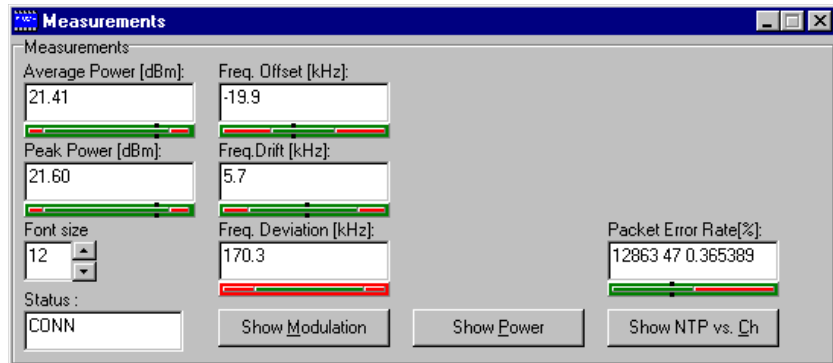 Measurements
Measurements
Average Power [dBm]:
21.41
Freq. Offset [kHz]:
-19.9
Peak Power [dBm]:
21.60
Freq.Drift [kHz]:
5.7
Font size
12
Freq. Deviation [kHz]:
170.3
Packet Error Rate[%]:
12863 47 0.365389
Status :
CONN
Show Modulation
Show Power
Show NTP vs. Ch